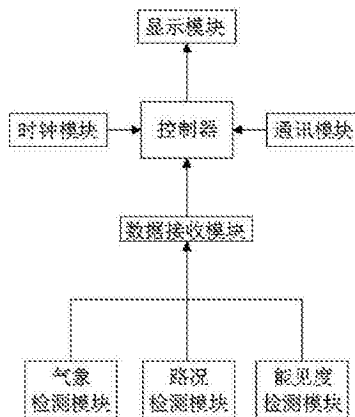 显示模块
时钟模块
控制器
通讯模块
数据接收模块
气象
检测模块
路况
检测模块
能见度
检测模块